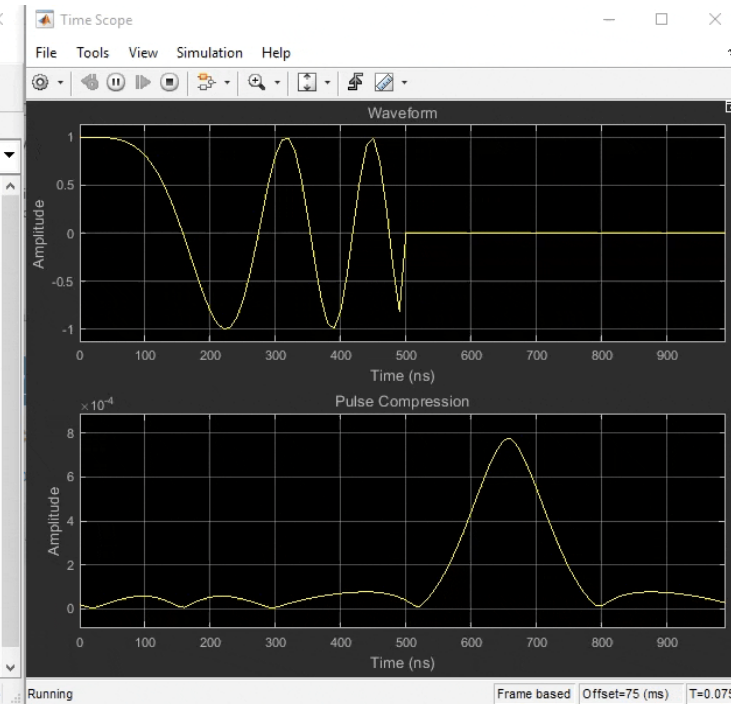 Time Scope
File Tools View Simulation Help
Waveform
Amplitude
1
0.5
0
-0.5
-1
0 100 200 300 400 500 600 700 800 900
Time (ns)
Pulse Compression
×10-4
Amplitude
8
6
4
2
0
0 100 200 300 400 500 600 700 800 900
Time (ns)
Running Frame based Offset=75 (ms) T=0.075